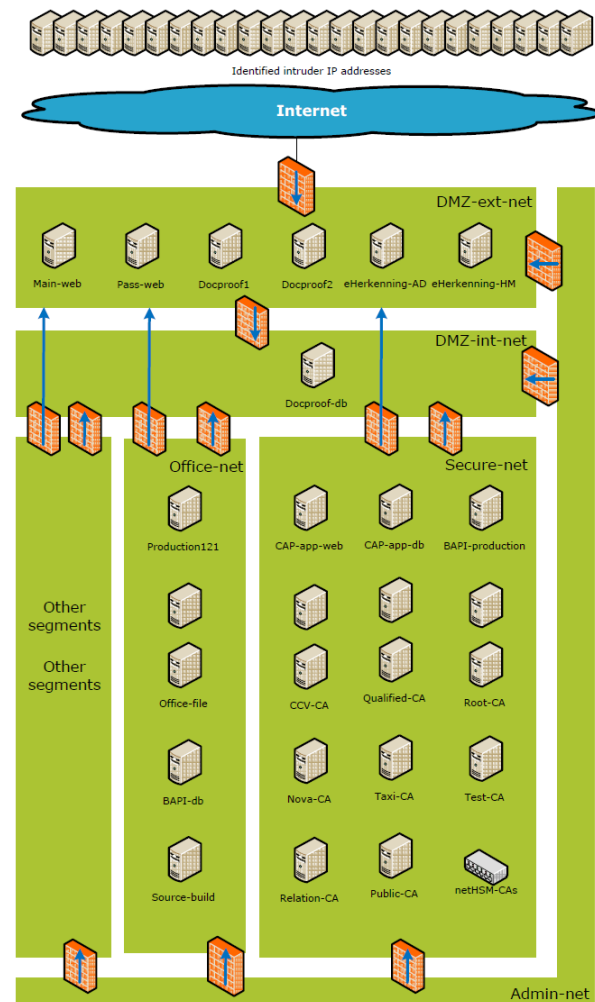 Identified intruder IP addresses
Internet
DMZ-ext-net
Main-web
Pass-web
Docproof1
Docproof2
eHerkenning-AD
eHerkenning-HM
DMZ-int-net
Docproof-db
Office-net
Secure-net
Production121
CAP-app-web
CAP-app-db
BAPI-production
Other
segments
Other
segments
Office-file
CCV-CA
Qualified-CA
Root-CA
BAPI-db
Nova-CA
Taxi-CA
Test-CA
Source-build
Relation-CA
Public-CA
netHSM-CAs
Admin-net